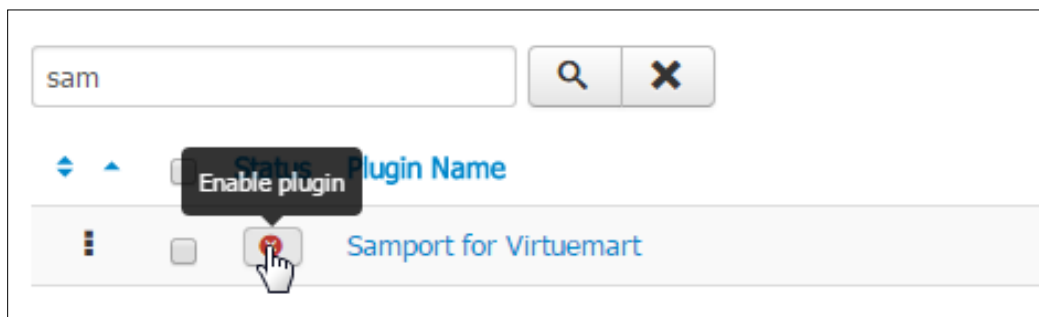 sam
Status Plugin Name
Enable plugin
Samport for Virtuemart